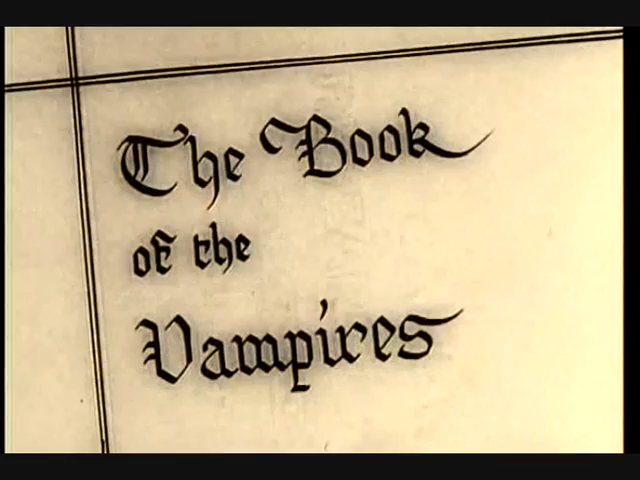 The Book
of the
Vampires